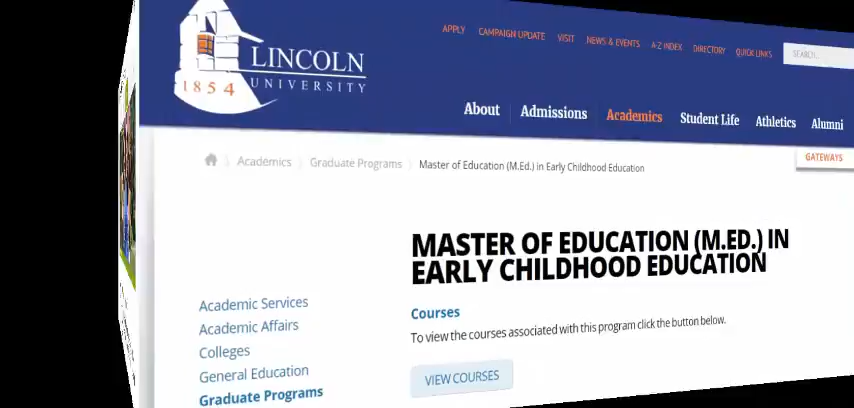 APPLY CAMPAIGN UPDATE VISIT NEWS & EVENTS A-Z INDEX DIRECTORY QUICK LINKS SEARCH...
LINCOLN
UNIVERSITY
1854
About Admissions Academics Student Life Athletics Alumni
GATEWAYS
Academics Graduate Programs Master of Education (M.Ed.) in Early Childhood Education
MASTER OF EDUCATION (M.ED.) IN
EARLY CHILDHOOD EDUCATION
Courses
To view the courses associated with this program click the button below.
VIEW COURSES
Academic Services
Academic Affairs
Colleges
General Education
Graduate Programs